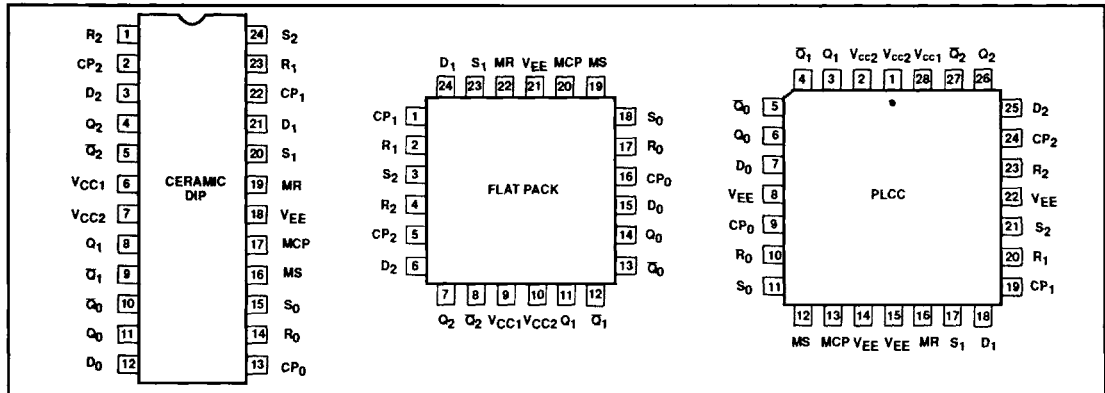 R2 1 24 S2
CP2 2 23 R1
D2 3 22 CP1
Q2 4 21 D1
Q̅2 5 20 S1
VCC1 6 19 MR
VCC2 7 18 VEE
Q1 8 17 MCP
Q̅1 9 16 MS
Q̅0 10 15 S0
Q0 11 14 R0
D0 12 13 CP0
CERAMIC
DIP
D1 S1 MR VEE MCP MS
24 23 22 21 20 19
CP1 1 18 S0
R1 2 17 R0
S2 3 16 CP0
R2 4 15 D0
CP2 5 14 Q0
D2 6 13 Q̅0
FLAT PACK
7 8 9 10 11 12
Q2 Q̅2 VCC1 VCC2 Q1 Q̅1
Q̅1 Q1 VCC2 VCC2 VCC1 Q̅2 Q2
4 3 2 1 28 27 26
Q̅0 5 25 D2
Q0 6 24 CP2
D0 7 23 R2
VEE 8 22 VEE
CP0 9 21 S2
R0 10 20 R1
S0 11 19 CP1
PLCC
12 13 14 15 16 17 18
MS MCP VEE VEE MR S1 D1